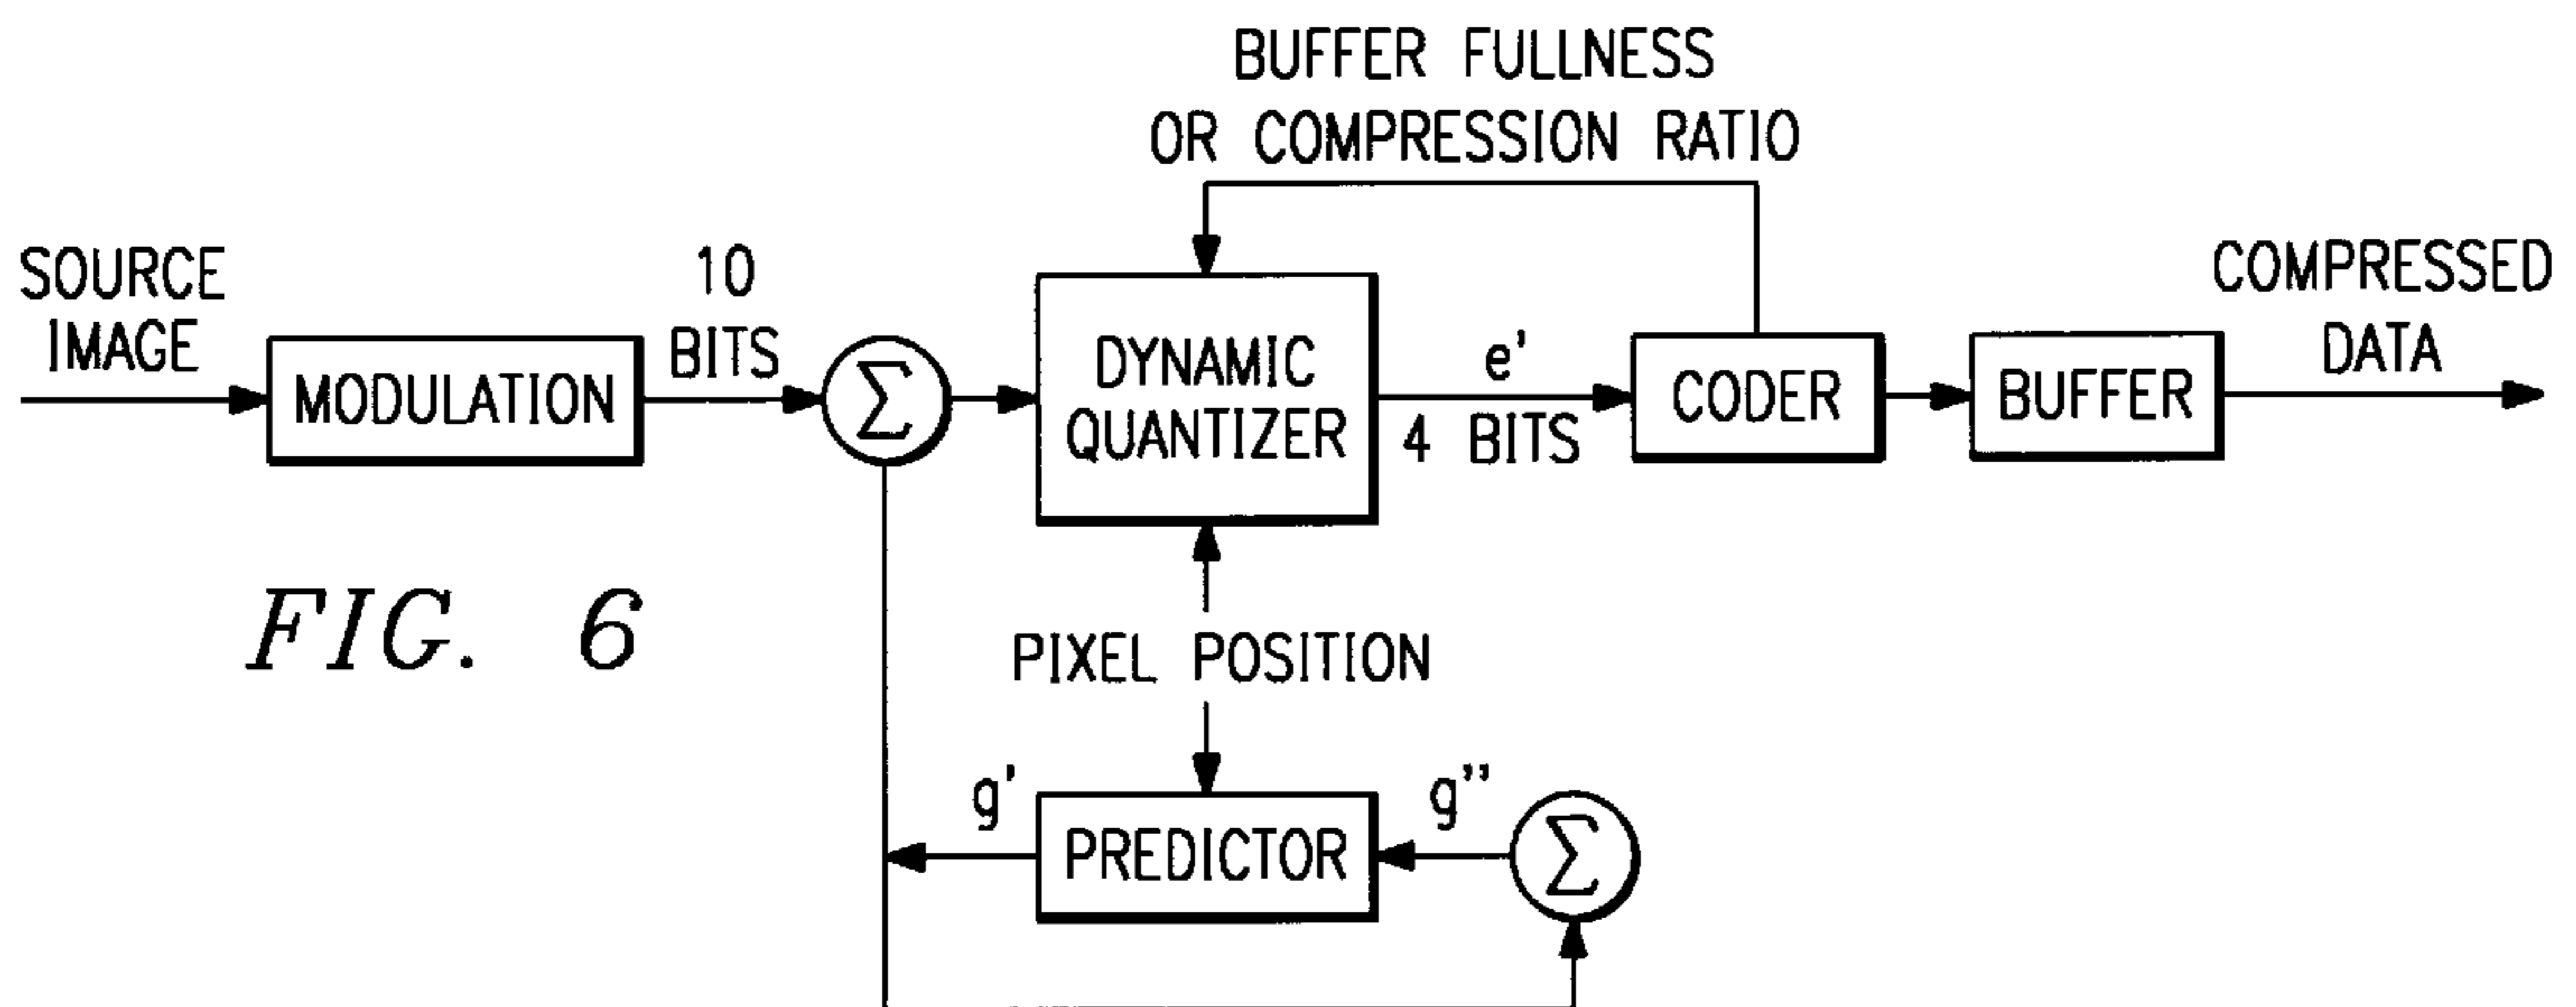 BUFFER FULLNESS
OR COMPRESSION RATIO
SOURCE
IMAGE
MODULATION
10
BITS
Σ
DYNAMIC
QUANTIZER
e'
4 BITS
CODER
BUFFER
COMPRESSED
DATA
FIG. 6
PIXEL POSITION
g'
PREDICTOR
g''
Σ